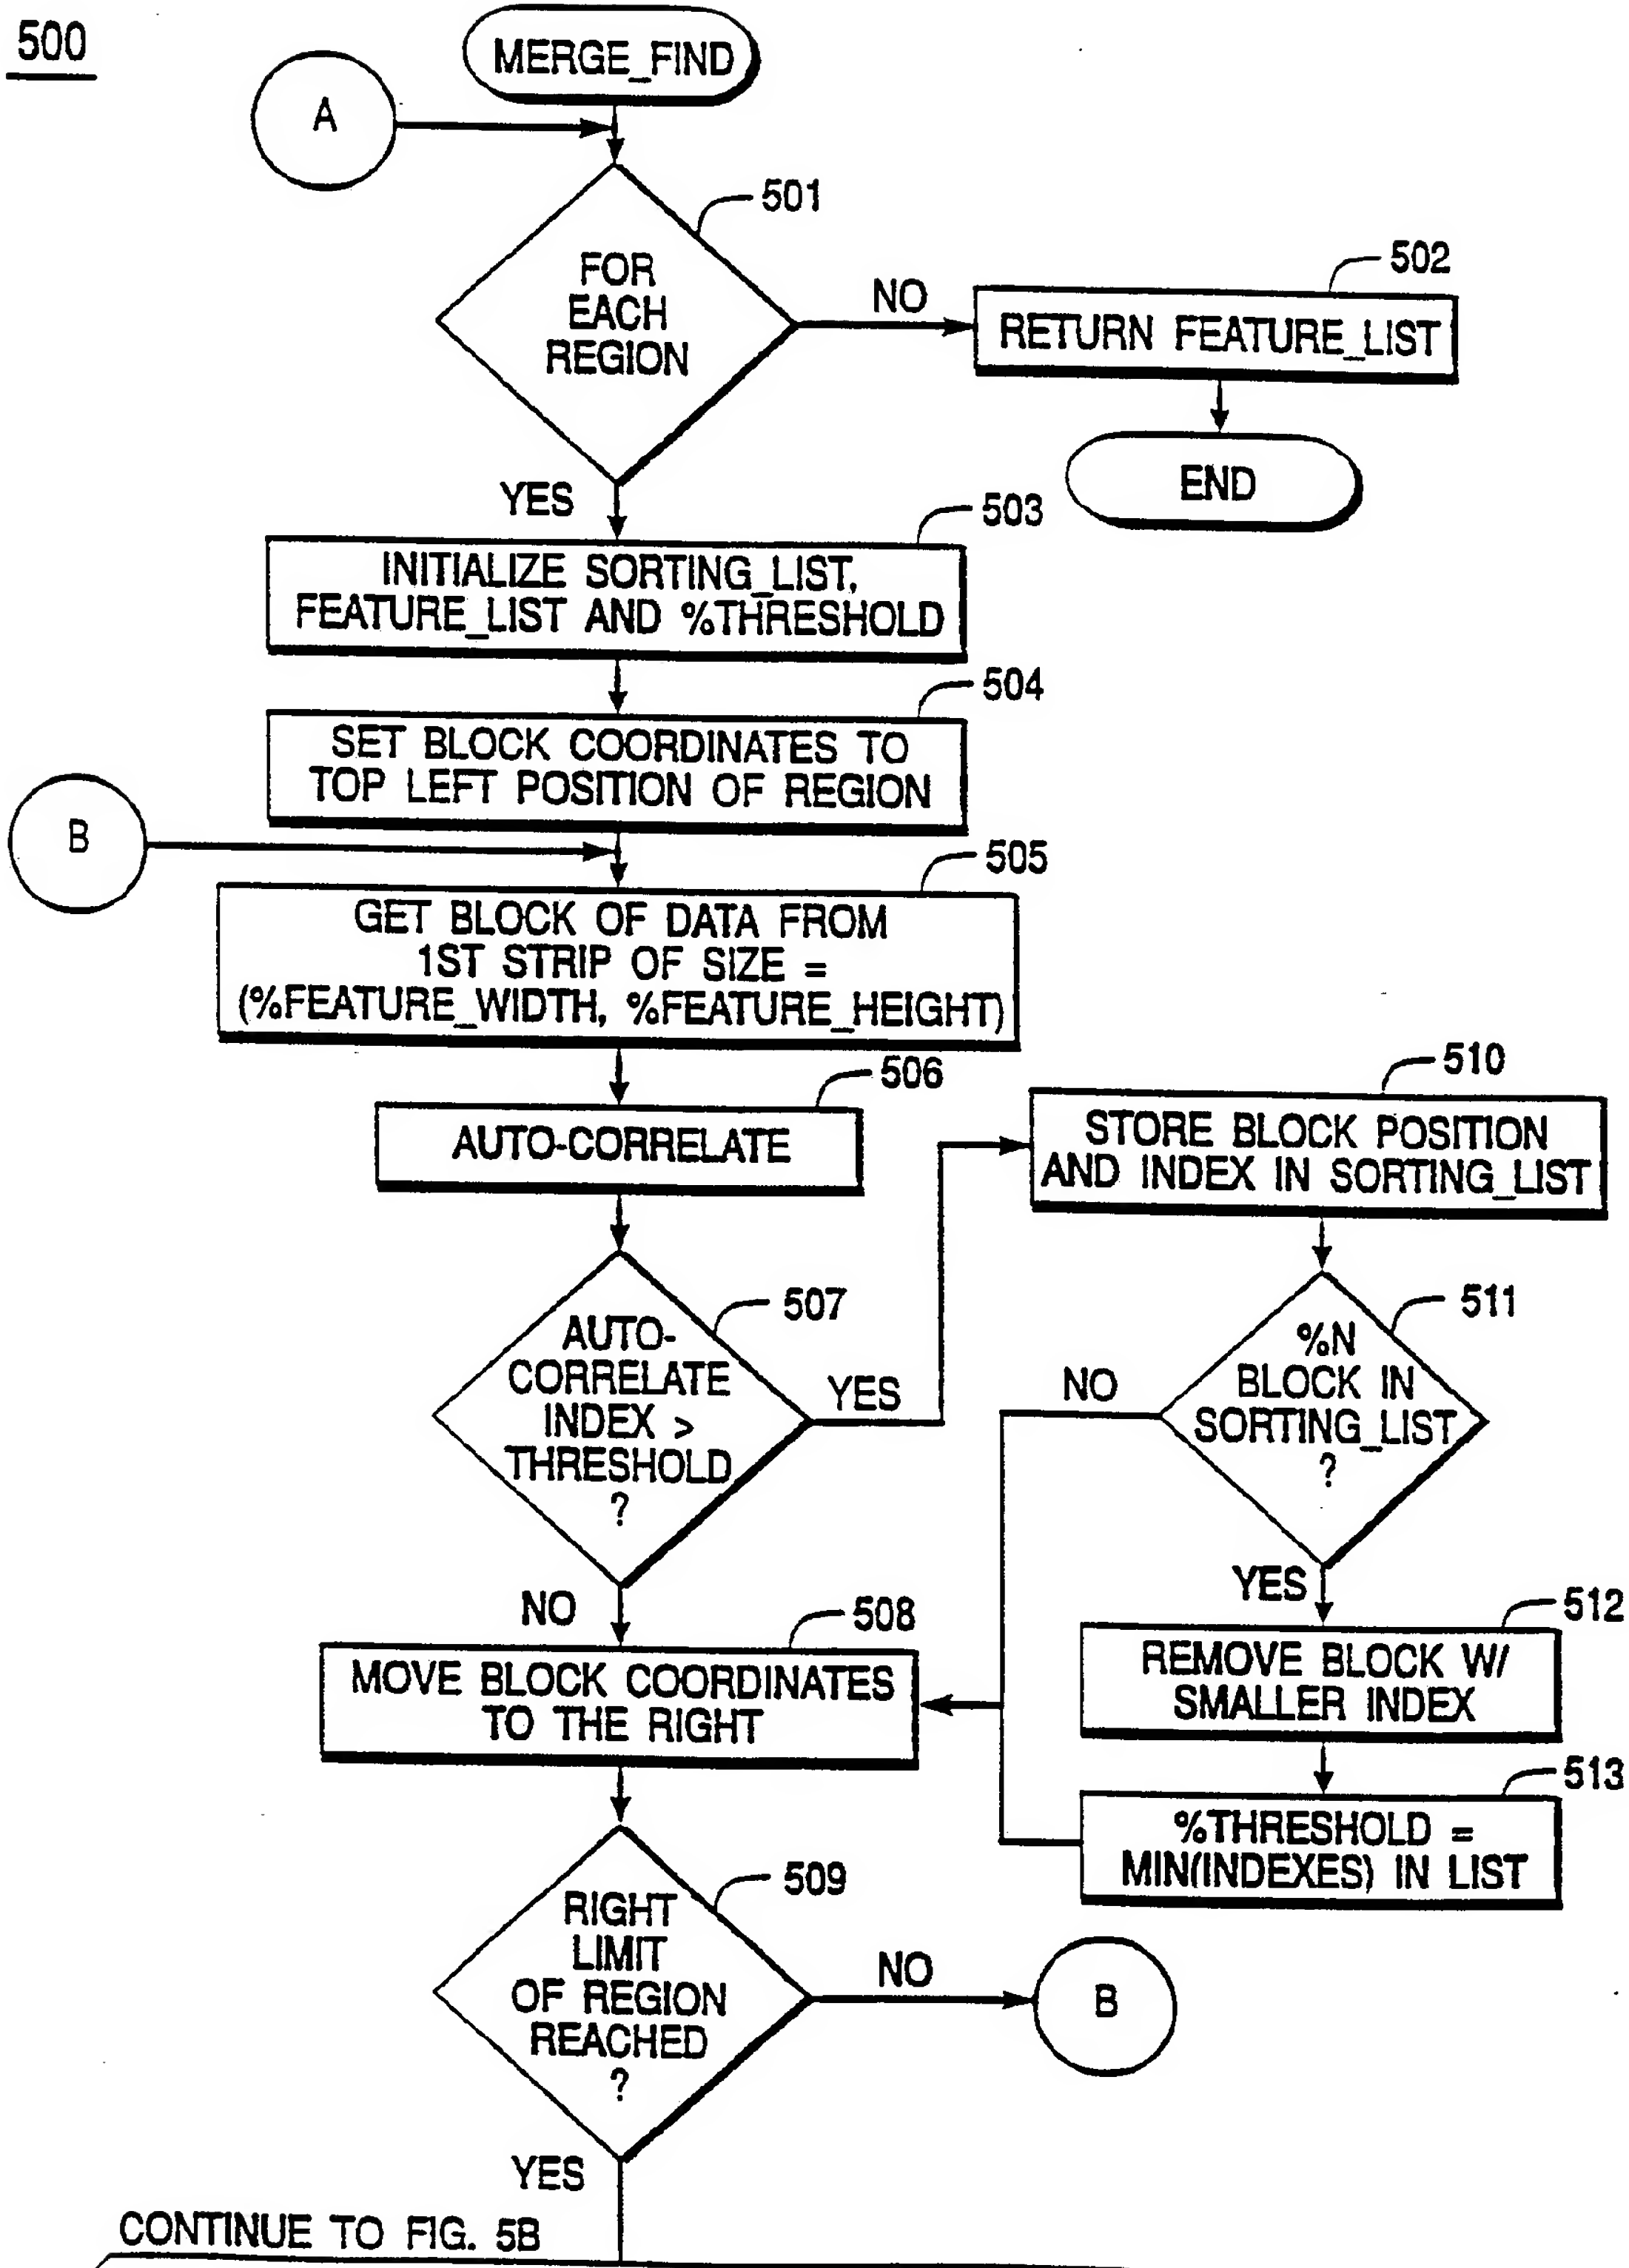 500
MERGE_FIND
A
501
FOR
EACH
REGION
NO
502
RETURN FEATURE_LIST
END
YES
503
INITIALIZE SORTING_LIST,
FEATURE_LIST AND %THRESHOLD
504
SET BLOCK COORDINATES TO
TOP LEFT POSITION OF REGION
B
505
GET BLOCK OF DATA FROM
1ST STRIP OF SIZE =
(%FEATURE_WIDTH, %FEATURE_HEIGHT)
506
AUTO-CORRELATE
507
AUTO-
CORRELATE
INDEX >
THRESHOLD
?
YES
510
STORE BLOCK POSITION
AND INDEX IN SORTING_LIST
511
%N
BLOCK IN
SORTING_LIST
?
NO
YES
512
REMOVE BLOCK W/
SMALLER INDEX
513
%THRESHOLD =
MIN(INDEXES) IN LIST
NO
508
MOVE BLOCK COORDINATES
TO THE RIGHT
509
RIGHT
LIMIT
OF REGION
REACHED
?
NO
B
YES
CONTINUE TO FIG. 5B